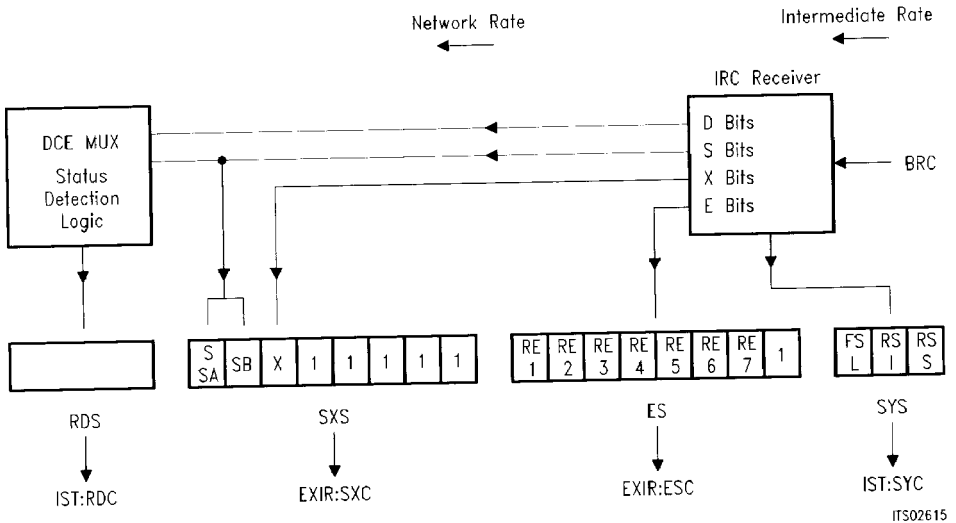 Network Rate
Intermediate Rate
IRC Receiver
DCE MUX
Status
Detection
Logic
D Bits
S Bits
X Bits
E Bits
BRC
S
SA
SB
X
1
1
1
1
1
RE
1
RE
2
RE
3
RE
4
RE
5
RE
6
RE
7
1
FS
L
RS
I
RS
S
RDS
SXS
ES
SYS
IST:RDC
EXIR:SXC
EXIR:ESC
IST:SYC
ITS02615